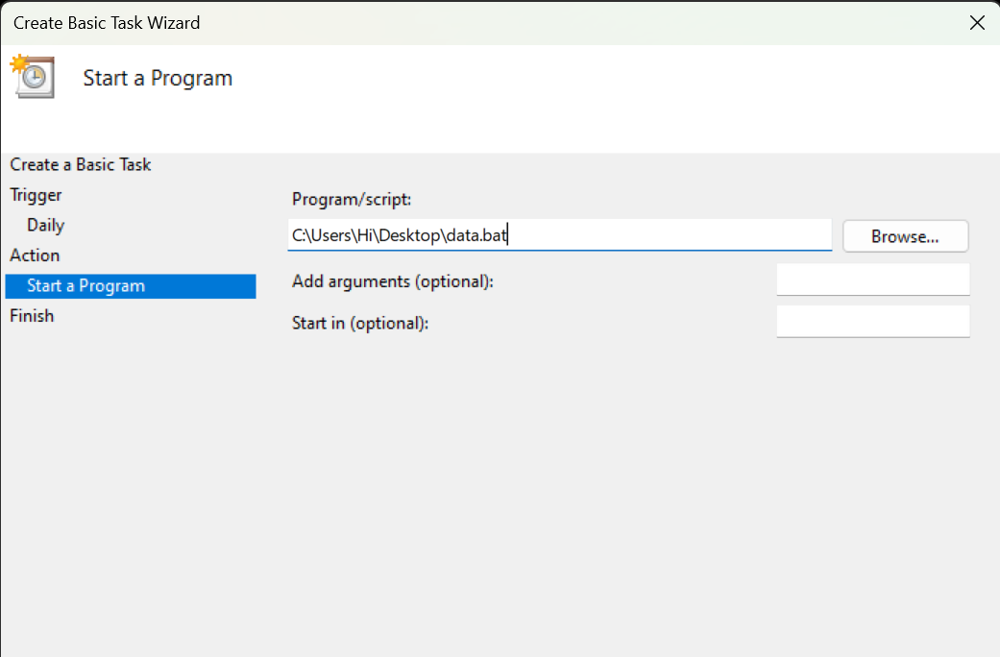 Create Basic Task Wizard
Start a Program
Create a Basic Task
Trigger
Daily
Action
Start a Program
Finish
Program/script:
C:\Users\Hi\Desktop\data.bat
Browse...
Add arguments (optional):
Start in (optional):